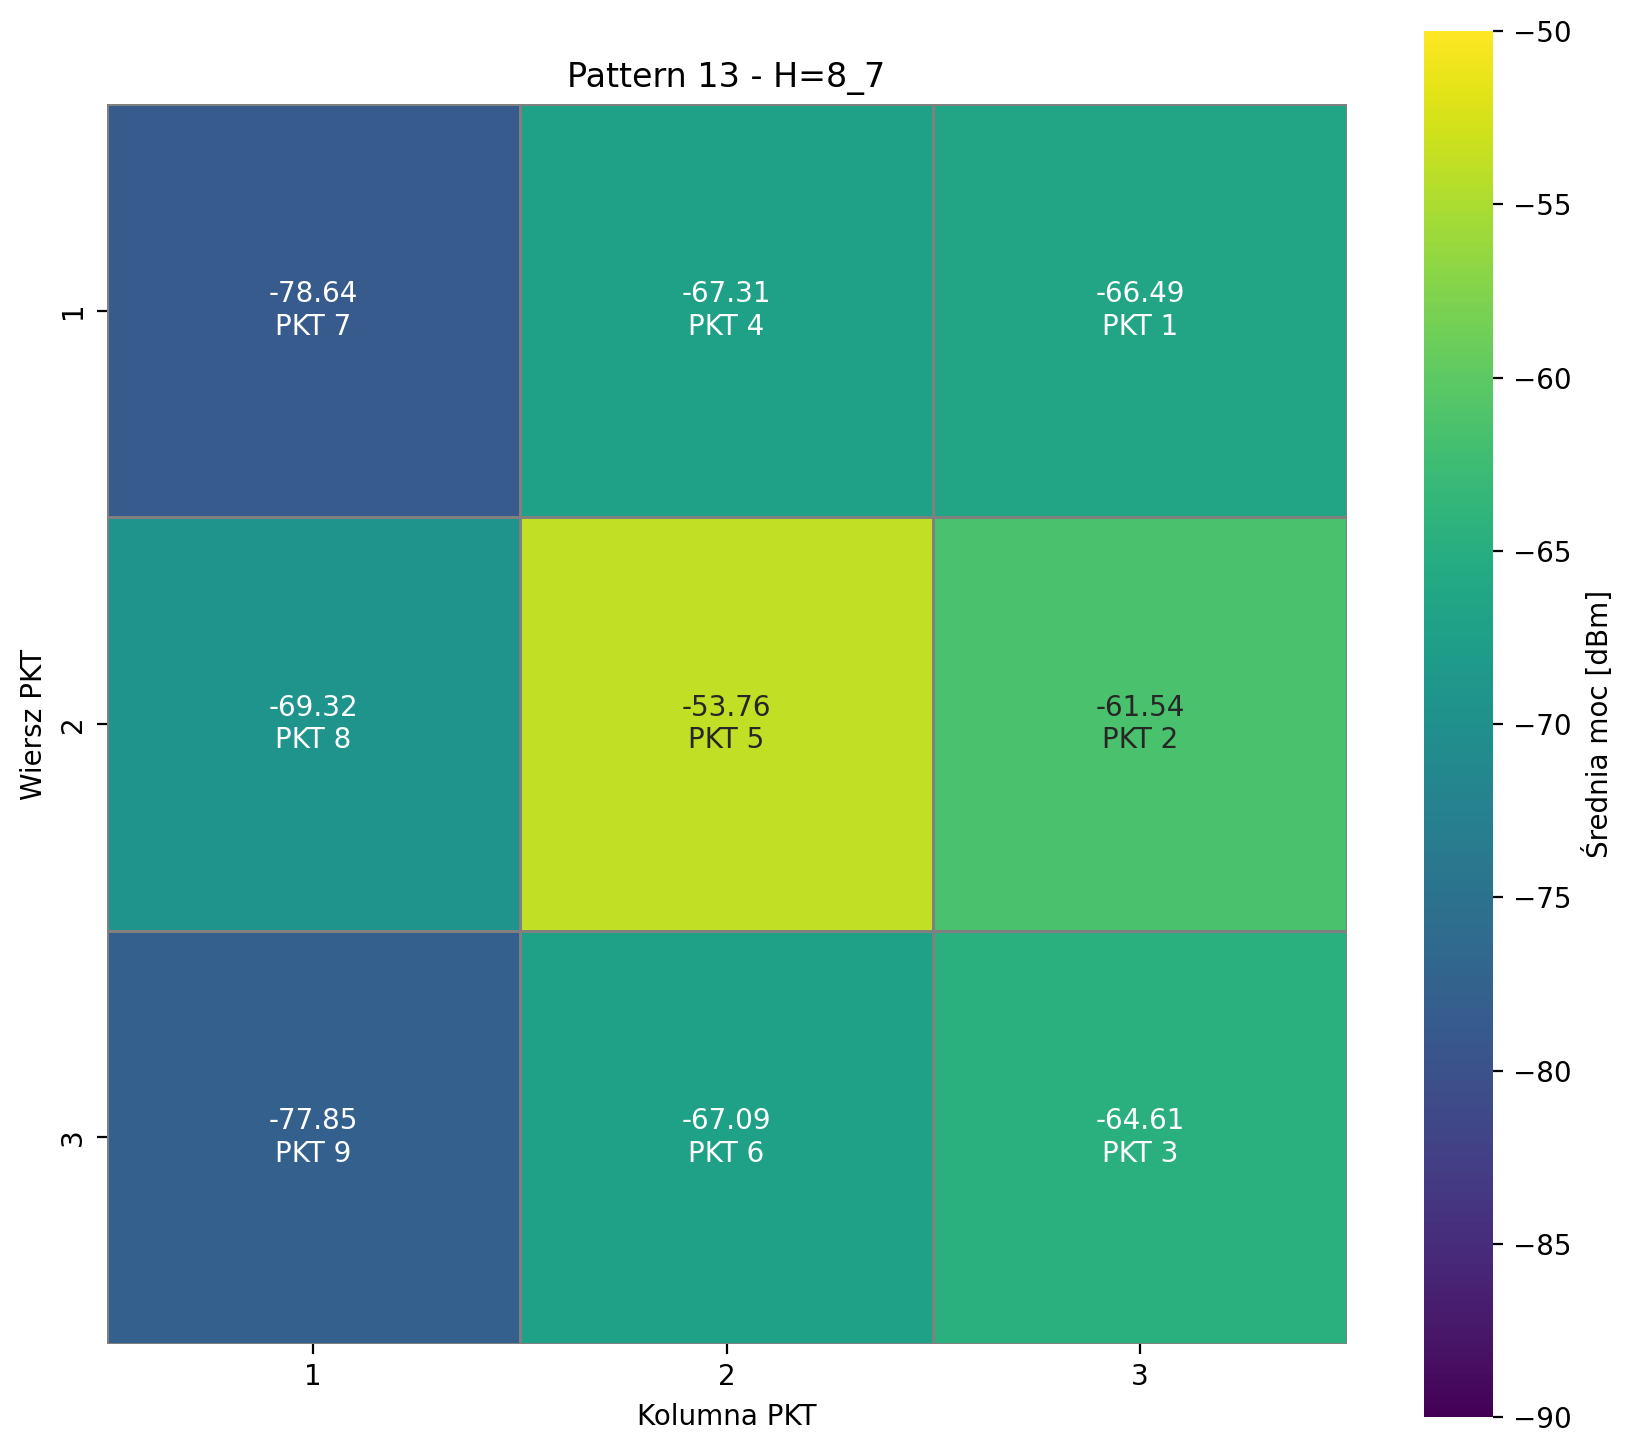 Pattern 13 - H=8_7
-78.64
PKT 7
-67.31
PKT 4
-66.49
PKT 1
-69.32
PKT 8
-53.76
PKT 5
-61.54
PKT 2
-77.85
PKT 9
-67.09
PKT 6
-64.61
PKT 3
1
2
3
Wiersz PKT
1
2
3
Kolumna PKT
−50
−55
−60
−65
−70
−75
−80
−85
−90
Średnia moc [dBm]